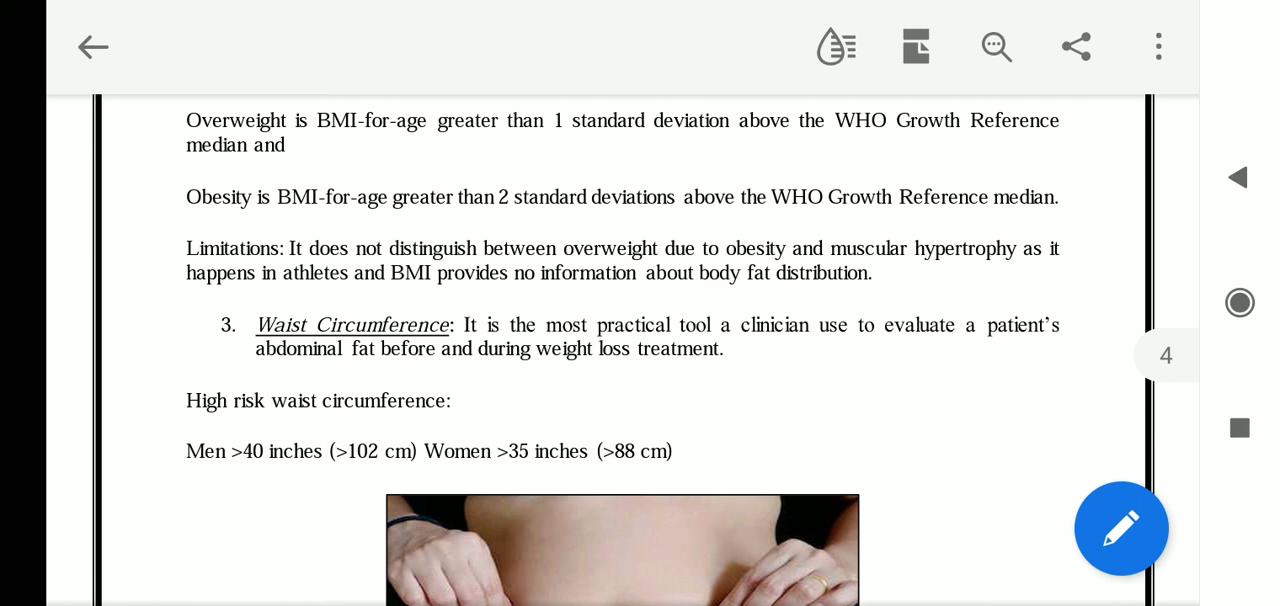 Overweight is BMI-for-age greater than 1 standard deviation above the WHO Growth Reference
median and
Obesity is BMI-for-age greater than 2 standard deviations above the WHO Growth Reference median.
Limitations: It does not distinguish between overweight due to obesity and muscular hypertrophy as it
happens in athletes and BMI provides no information about body fat distribution.
3. Waist Circumference: It is the most practical tool a clinician use to evaluate a patient's
abdominal fat before and during weight loss treatment.
4
High risk waist circumference:
Men >40 inches (>102 cm) Women >35 inches (>88 cm)